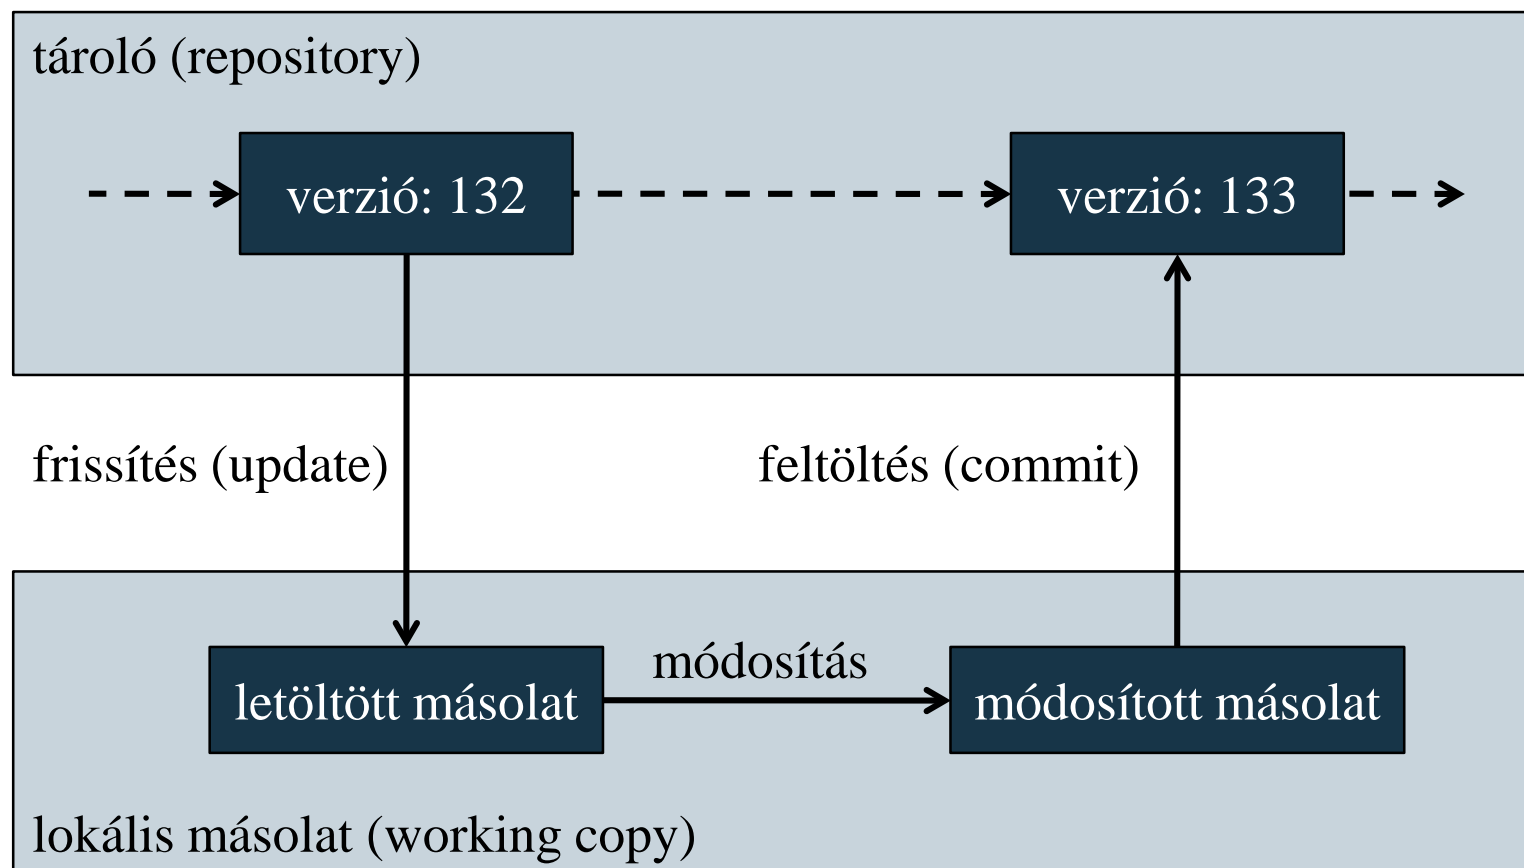 tároló (repository)
verzió: 132
verzió: 133
frissítés (update)
feltöltés (commit)
módosítás
letöltött másolat
módosított másolat
lokális másolat (working copy)